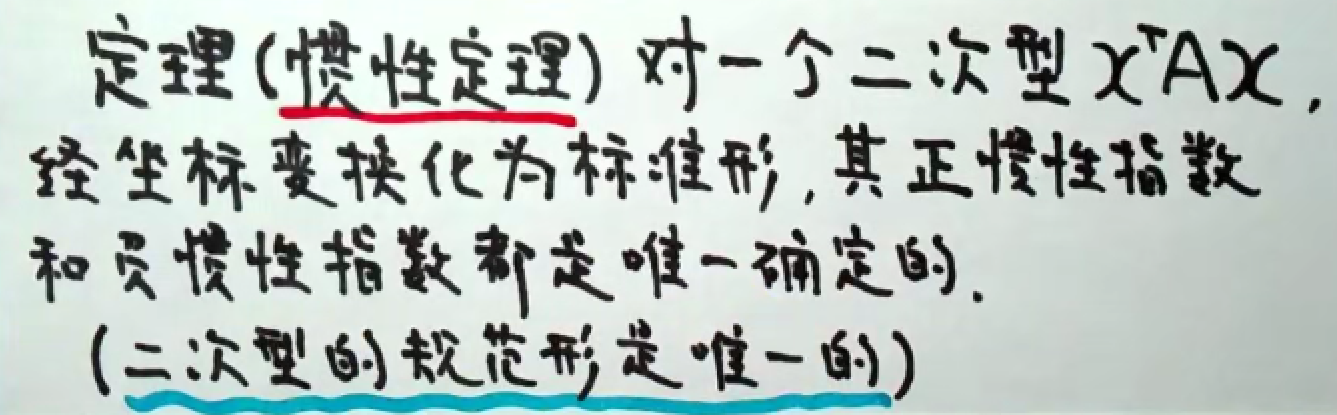 定理(惯性定理)对一个二次型 xᵀAx,
经坐标变换化为标准形,其正惯性指数
和负惯性指数都是唯一确定的.
(二次型的规范形是唯一的)